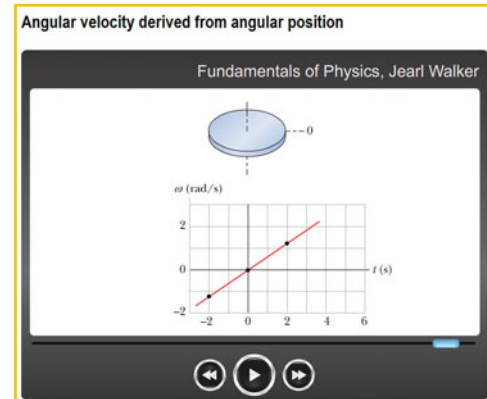 Angular velocity derived from angular position
Fundamentals of Physics, Jearl Walker
0
ω (rad/s)
2
0
t (s)
−2
−2 0 2 4 6